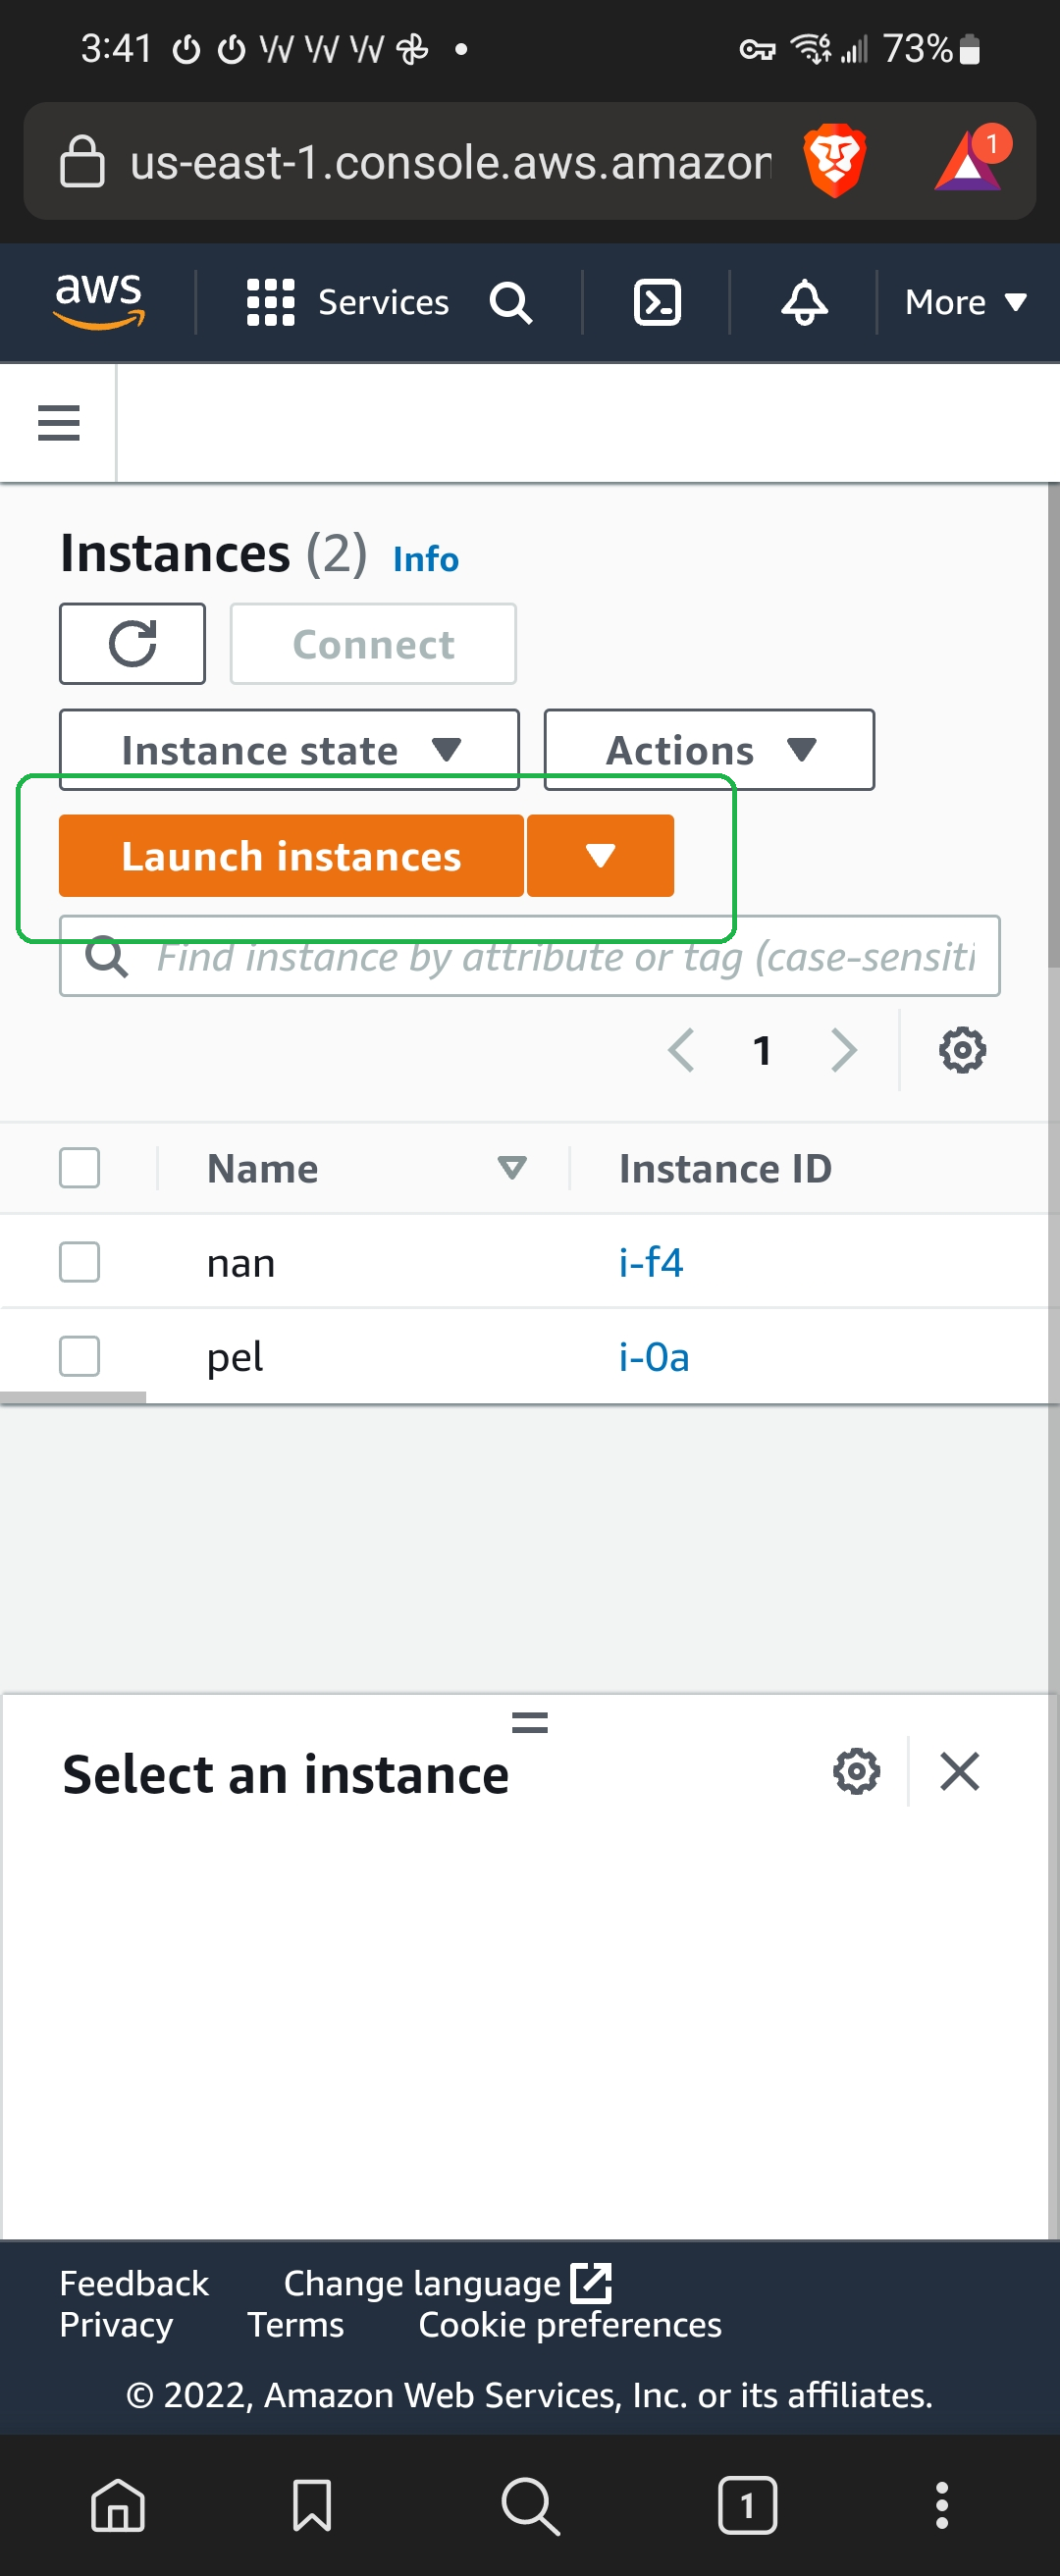 3:41
6
73%
us-east-1.console.aws.amazon
1
aws
Services
More
Instances (2) Info
Connect
Instance state
Actions
Launch instances
Find instance by attribute or tag (case-sensiti
1
Name
Instance ID
nan
i-f4
pel
i-0a
Select an instance
Feedback
Change language
Privacy
Terms
Cookie preferences
© 2022, Amazon Web Services, Inc. or its affiliates.
1